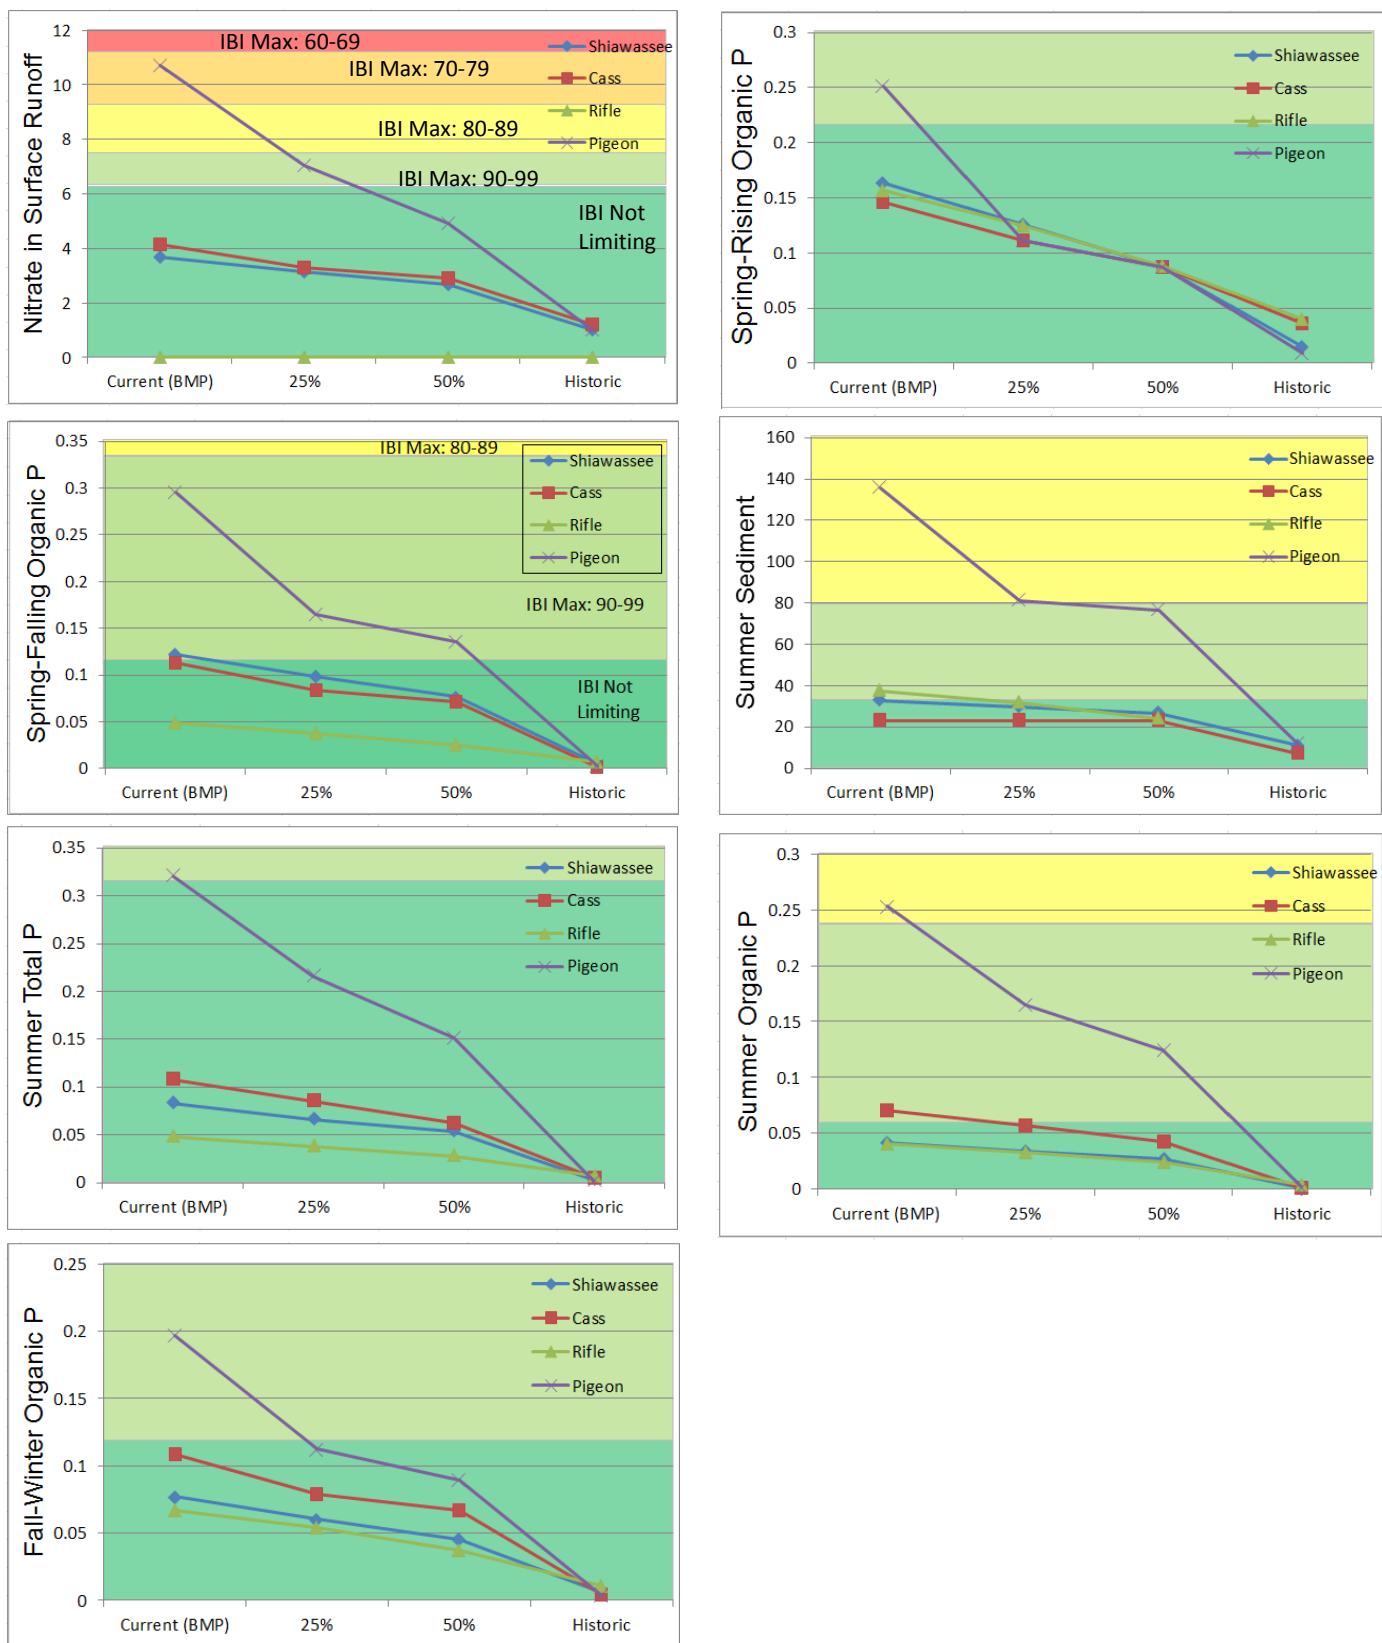 Nitrate in Surface Runoff
12
10
8
6
4
2
0
IBI Max: 60-69
IBI Max: 70-79
IBI Max: 80-89
IBI Max: 90-99
IBI Not
Limiting
Shiawassee
Cass
Rifle
Pigeon
Current (BMP) 25% 50% Historic
Spring-Rising Organic P
0.3
0.25
0.2
0.15
0.1
0.05
0
Shiawassee
Cass
Rifle
Pigeon
Current (BMP) 25% 50% Historic
Spring-Falling Organic P
0.35
0.3
0.25
0.2
0.15
0.1
0.05
0
IBI Max: 80-89
Shiawassee
Cass
Rifle
Pigeon
IBI Max: 90-99
IBI Not
Limiting
Current (BMP) 25% 50% Historic
Summer Sediment
160
140
120
100
80
60
40
20
0
Shiawassee
Cass
Rifle
Pigeon
Current (BMP) 25% 50% Historic
Summer Total P
0.35
0.3
0.25
0.2
0.15
0.1
0.05
0
Shiawassee
Cass
Rifle
Pigeon
Current (BMP) 25% 50% Historic
Summer Organic P
0.3
0.25
0.2
0.15
0.1
0.05
0
Shiawassee
Cass
Rifle
Pigeon
Current (BMP) 25% 50% Historic
Fall-Winter Organic P
0.25
0.2
0.15
0.1
0.05
0
Shiawassee
Cass
Rifle
Pigeon
Current (BMP) 25% 50% Historic